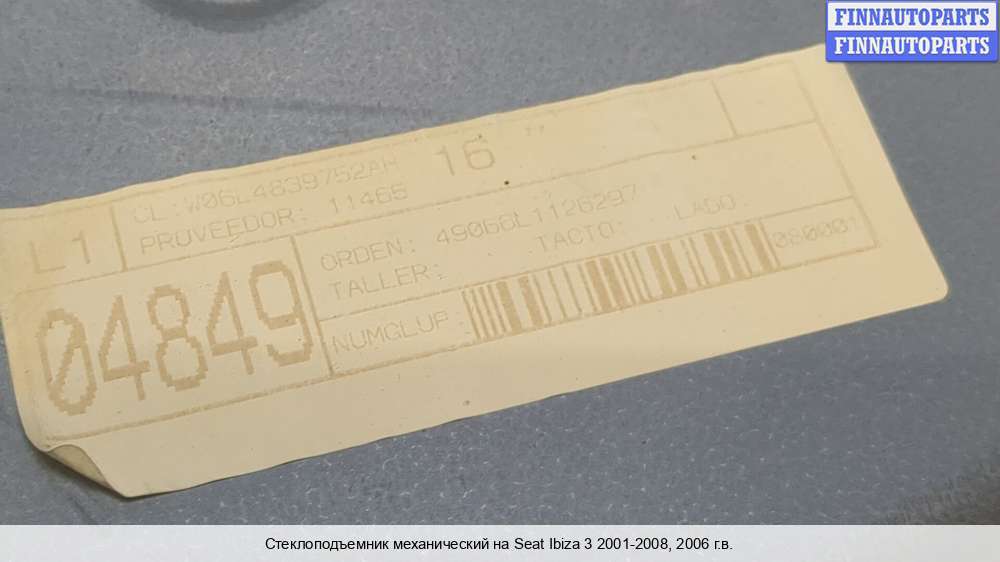 FINNAUTOPARTS
FINNAUTOPARTS
CL:W06L4839752AH 16 "
L1 PROVEEDOR: 11465
ORDEN: 49066L1126297
TALLER: TACTO: LADO:
04849
NUMGLUP:
Стеклоподъемник механический на Seat Ibiza 3 2001-2008, 2006 г.в.